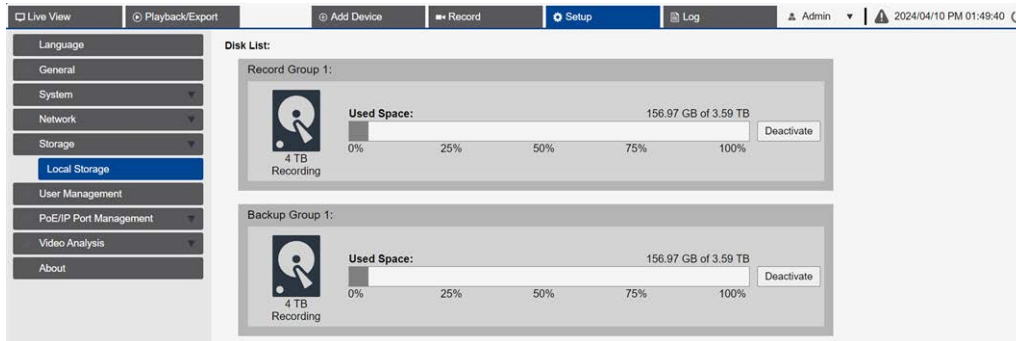 Live View Playback/Export Add Device Record Setup Log Admin 2024/04/10 PM 01:49:40
Language
General
System
Network
Storage
Local Storage
User Management
PoE/IP Port Management
Video Analysis
About
Disk List:
Record Group 1:
Used Space: 156.97 GB of 3.59 TB
Deactivate
0% 25% 50% 75% 100%
4 TB
Recording
Backup Group 1:
Used Space: 156.97 GB of 3.59 TB
Deactivate
0% 25% 50% 75% 100%
4 TB
Recording